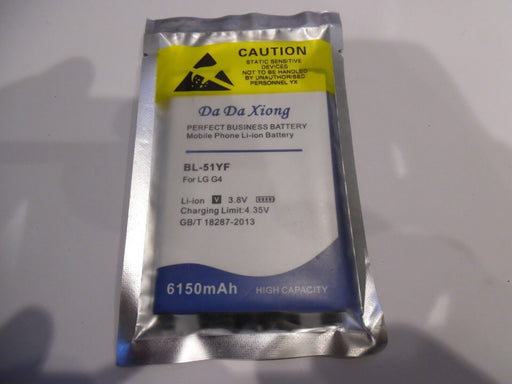 CAUTION
STATIC SENSITIVE
DEVICES
NOT TO BE HANDLED
BY UNAUTHORISED
PERSONNEL YX
Da Da Xiong
PERFECT BUSINESS BATTERY
Mobile Phone Li-ion Battery
BL-51YF
For LG G4
Li-ion V 3.8V
Charging Limit:4.35V
GB/T 18287-2013
6150mAh HIGH CAPACITY